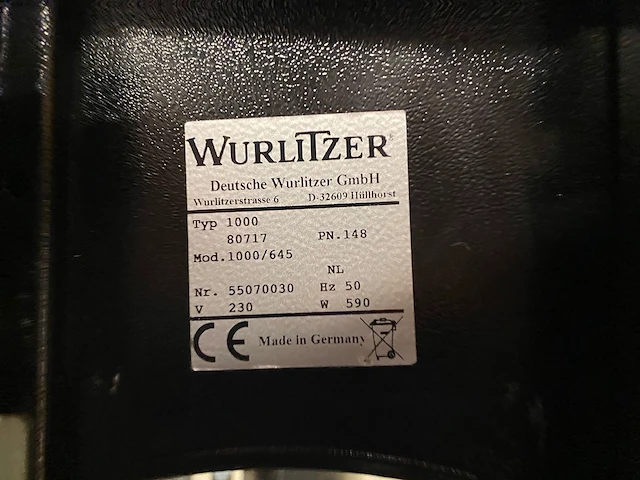 WURLITZER
Deutsche Wurlitzer GmbH
Wurlitzerstrasse 6 D-32609 Hüllhorst
Typ 1000
80717 PN.148
Mod.1000/645
NL
Nr. 55070030 Hz 50
V 230 W 590
CE Made in Germany